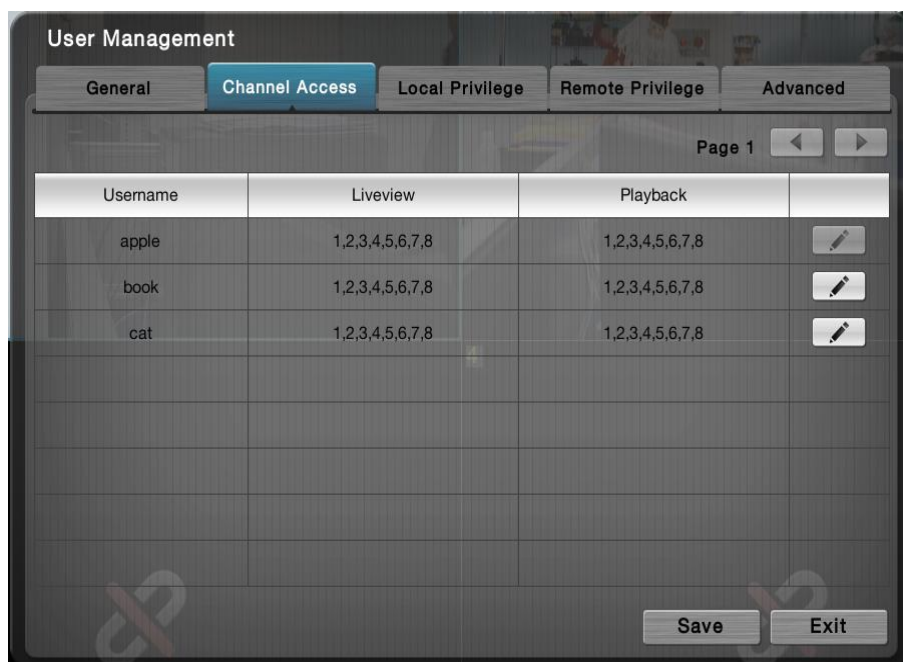 User Management
General Channel Access Local Privilege Remote Privilege Advanced
Page 1
Username Liveview Playback
apple 1,2,3,4,5,6,7,8 1,2,3,4,5,6,7,8
book 1,2,3,4,5,6,7,8 1,2,3,4,5,6,7,8
cat 1,2,3,4,5,6,7,8 1,2,3,4,5,6,7,8
4
Save Exit